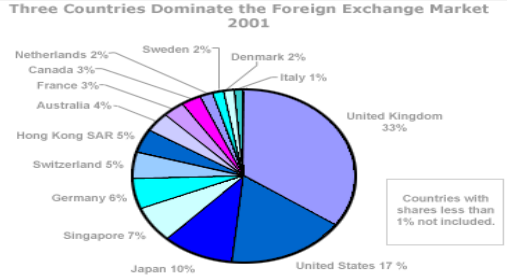 Three Countries Dominate the Foreign Exchange Market
2001
Sweden 2%
Netherlands 2%
Denmark 2%
Canada 3%
Italy 1%
France 3%
Australia 4%
United Kingdom
33%
Hong Kong SAR 5%
Switzerland 5%
Germany 6%
Countries with
shares less than
1% not included.
Singapore 7%
Japan 10%
United States 17 %